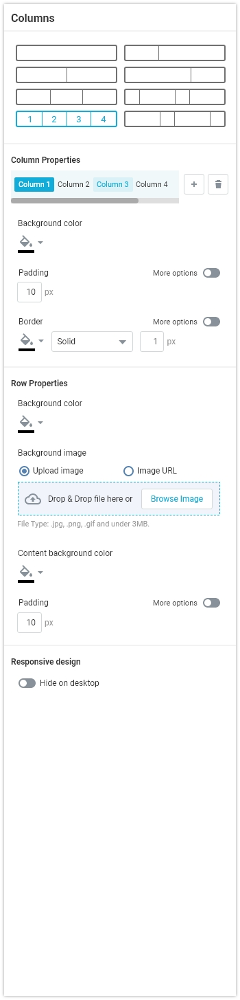 Columns
1 2 3 4
Column Properties
Column 1 Column 2 Column 3 Column 4 +
Background color
Padding More options
10 px
Border More options
Solid 1 px
Row Properties
Background color
Background image
Upload image Image URL
Drop & Drop file here or Browse Image
File Type: .jpg, .png, .gif and under 3MB.
Content background color
Padding More options
10 px
Responsive design
Hide on desktop